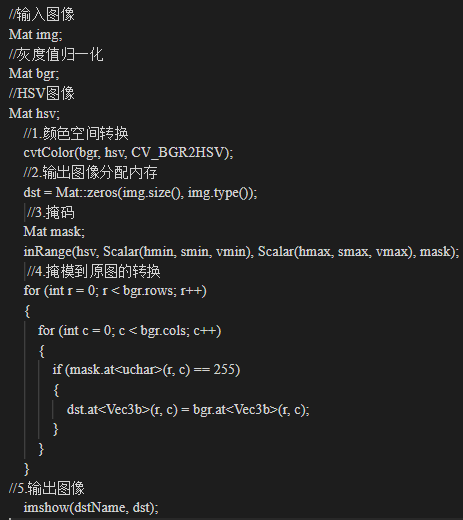 //输入图像
Mat img;
//灰度值归一化
Mat bgr;
//HSV图像
Mat hsv;
//1.颜色空间转换
cvtColor(bgr, hsv, CV_BGR2HSV);
//2.输出图像分配内存
dst = Mat::zeros(img.size(), img.type());
//3.掩码
Mat mask;
inRange(hsv, Scalar(hmin, smin, vmin), Scalar(hmax, smax, vmax), mask);
//4.掩模到原图的转换
for (int r = 0; r < bgr.rows; r++)
{
for (int c = 0; c < bgr.cols; c++)
{
if (mask.at<uchar>(r, c) == 255)
{
dst.at<Vec3b>(r, c) = bgr.at<Vec3b>(r, c);
}
}
}
//5.输出图像
imshow(dstName, dst);